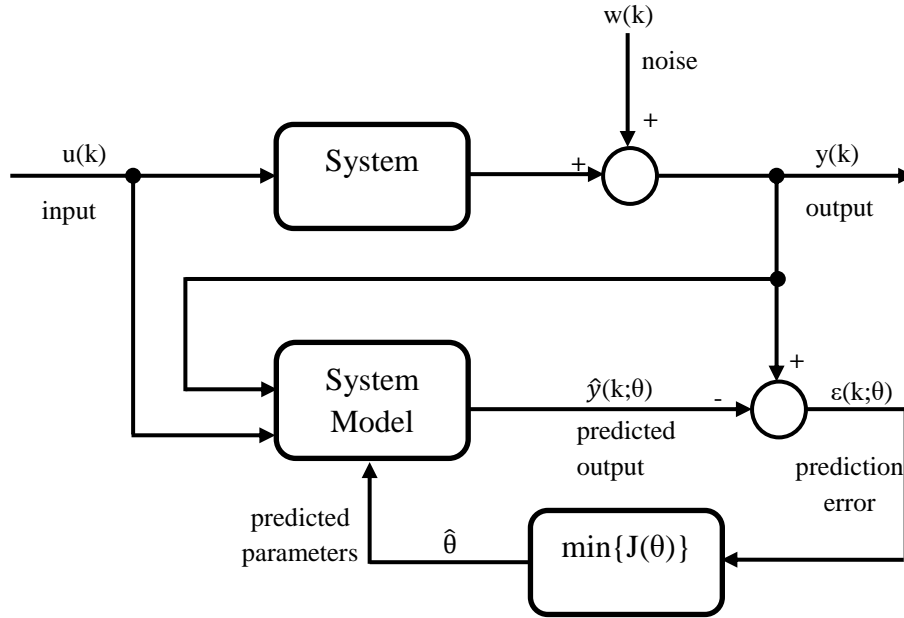 w(k)
noise
+
u(k)
System
+
y(k)
input
output
+
System
Model
ŷ(k;θ)
-
ε(k;θ)
predicted
output
prediction
error
predicted
parameters
θ̂
min{J(θ)}